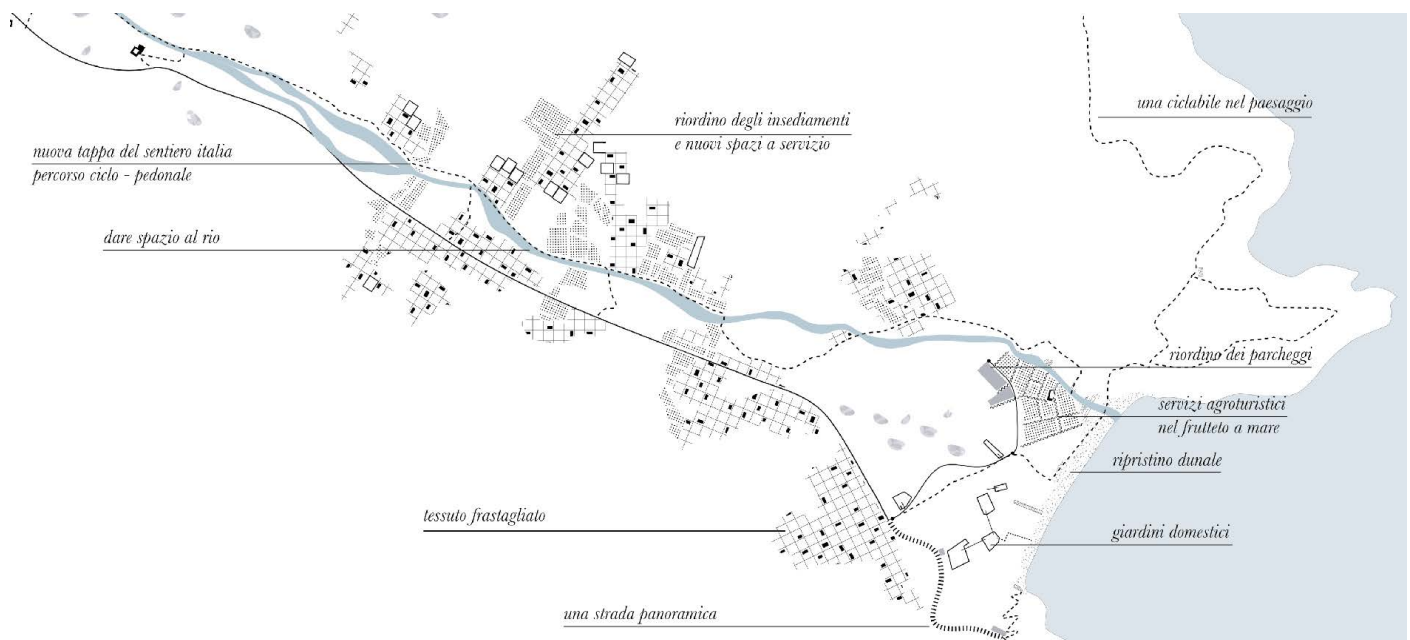 una ciclabile nel paesaggio
riordino degli insediamenti
e nuovi spazi a servizio
nuova tappa del sentiero italia
percorso ciclo - pedonale
dare spazio al rio
riordino dei parcheggi
servizi agroturistici
nel frutteto a mare
ripristino dunale
tessuto frastagliato
giardini domestici
una strada panoramica